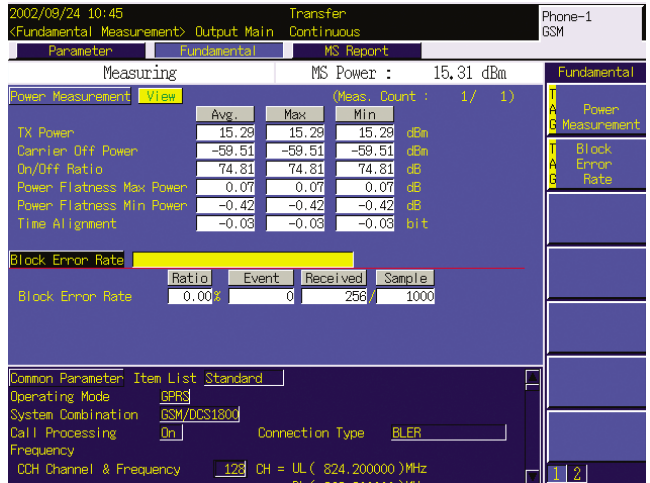 2002/09/24 10:45 Transfer Phone-1
<Fundamental Measurement> Output Main Continuous GSM
Parameter Fundamental MS Report
Measuring MS Power : 15.31 dBm Fundamental
Power Measurement View (Meas. Count : 1/ 1)
Avg. Max Min
TX Power 15.29 15.29 15.29 dBm
Carrier Off Power -59.51 -59.51 -59.51 dBm
On/Off Ratio 74.81 74.81 74.81 dB
Power Flatness Max Power 0.07 0.07 0.07 dB
Power Flatness Min Power -0.42 -0.42 -0.42 dB
Time Alignment -0.03 -0.03 -0.03 bit
TAG Power Measurement
TAG Block Error Rate
Block Error Rate
Ratio Event Received Sample
Block Error Rate 0.00% 0 256/ 1000
Common Parameter Item List Standard
Operating Mode GPRS
System Combination GSM/DCS1800
Call Processing On Connection Type BLER
Frequency
CCH Channel & Frequency 128 CH = UL( 824.200000)MHz
1 2